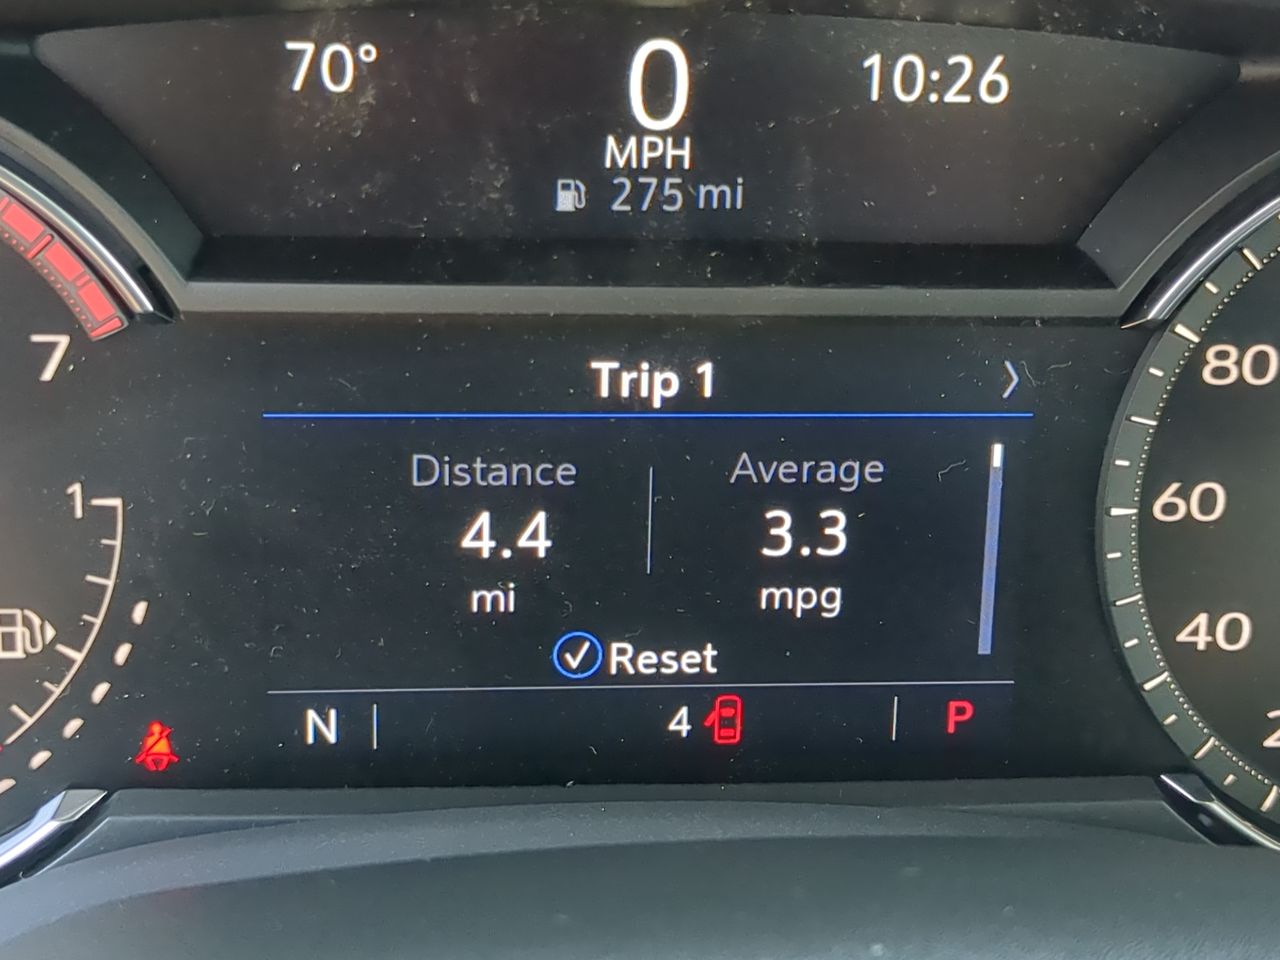 70° 0 10:26
MPH
275 mi
7
80
Trip 1
Distance Average
4.4 3.3
mi mpg
1
60
40
Reset
N 4 P
2